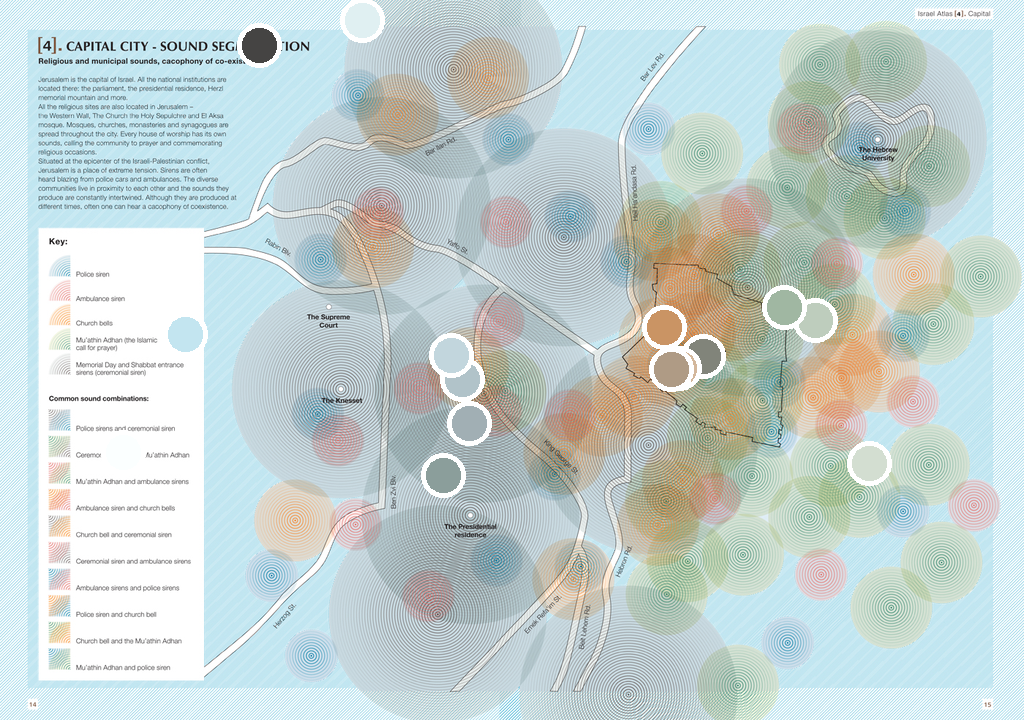 Israel Atlas [4]. Capital
[4]. CAPITAL CITY - SOUND
Religious and municipal sounds, cacophony of
Jerusalem is the capital of Israel. All the national institutions are
located there: the parliament, the presidential residence, Herzl
memorial mountain and more.
All the religious sites are also located in Jerusalem –
the Western Wall, The Church the Holy Sepulchre and El Aksa
mosque. Mosques, churches, monasteries and synagogues are
spread throughout the city. Every house of worship has its own
sounds, calling the community to prayer and commemorating
religious occasions.
Situated at the epicenter of the Israeli-Palestinian conflict,
Jerusalem is a place of extreme tension. Sirens are often
heard blazing from police cars and ambulances. The diverse
communities live in proximity to each other and the sounds they
produce are constantly intertwined. Although they are produced at
different times, often one can hear a cacophony of coexistence.
Key:
Police siren
Ambulance siren
Church bells
Mu'athin Adhan (the Islamic
call for prayer)
Memorial Day and Shabbat entrance
sirens (ceremonial siren)
Common sound combinations:
Police sirens and ceremonial siren
Mu'athin Adhan
Mu'athin Adhan and ambulance sirens
Ambulance siren and church bells
Church bell and ceremonial siren
Ceremonial siren and ambulance sirens
Ambulance sirens and police sirens
Police siren and church bell
Church bell and the Mu'athin Adhan
Mu'athin Adhan and police siren
Bar Lev Rd.
Bar Ilan Rd.
The Hebrew
University
Rabin Blv.
Yaffo St.
The Supreme
Court
The Knesset
King George St.
Ben Zvi Blv.
The Presidential
residence
Hebron Rd.
Herzog St.
Emek Refa'im St.
Beit Lehem Rd.
14
15